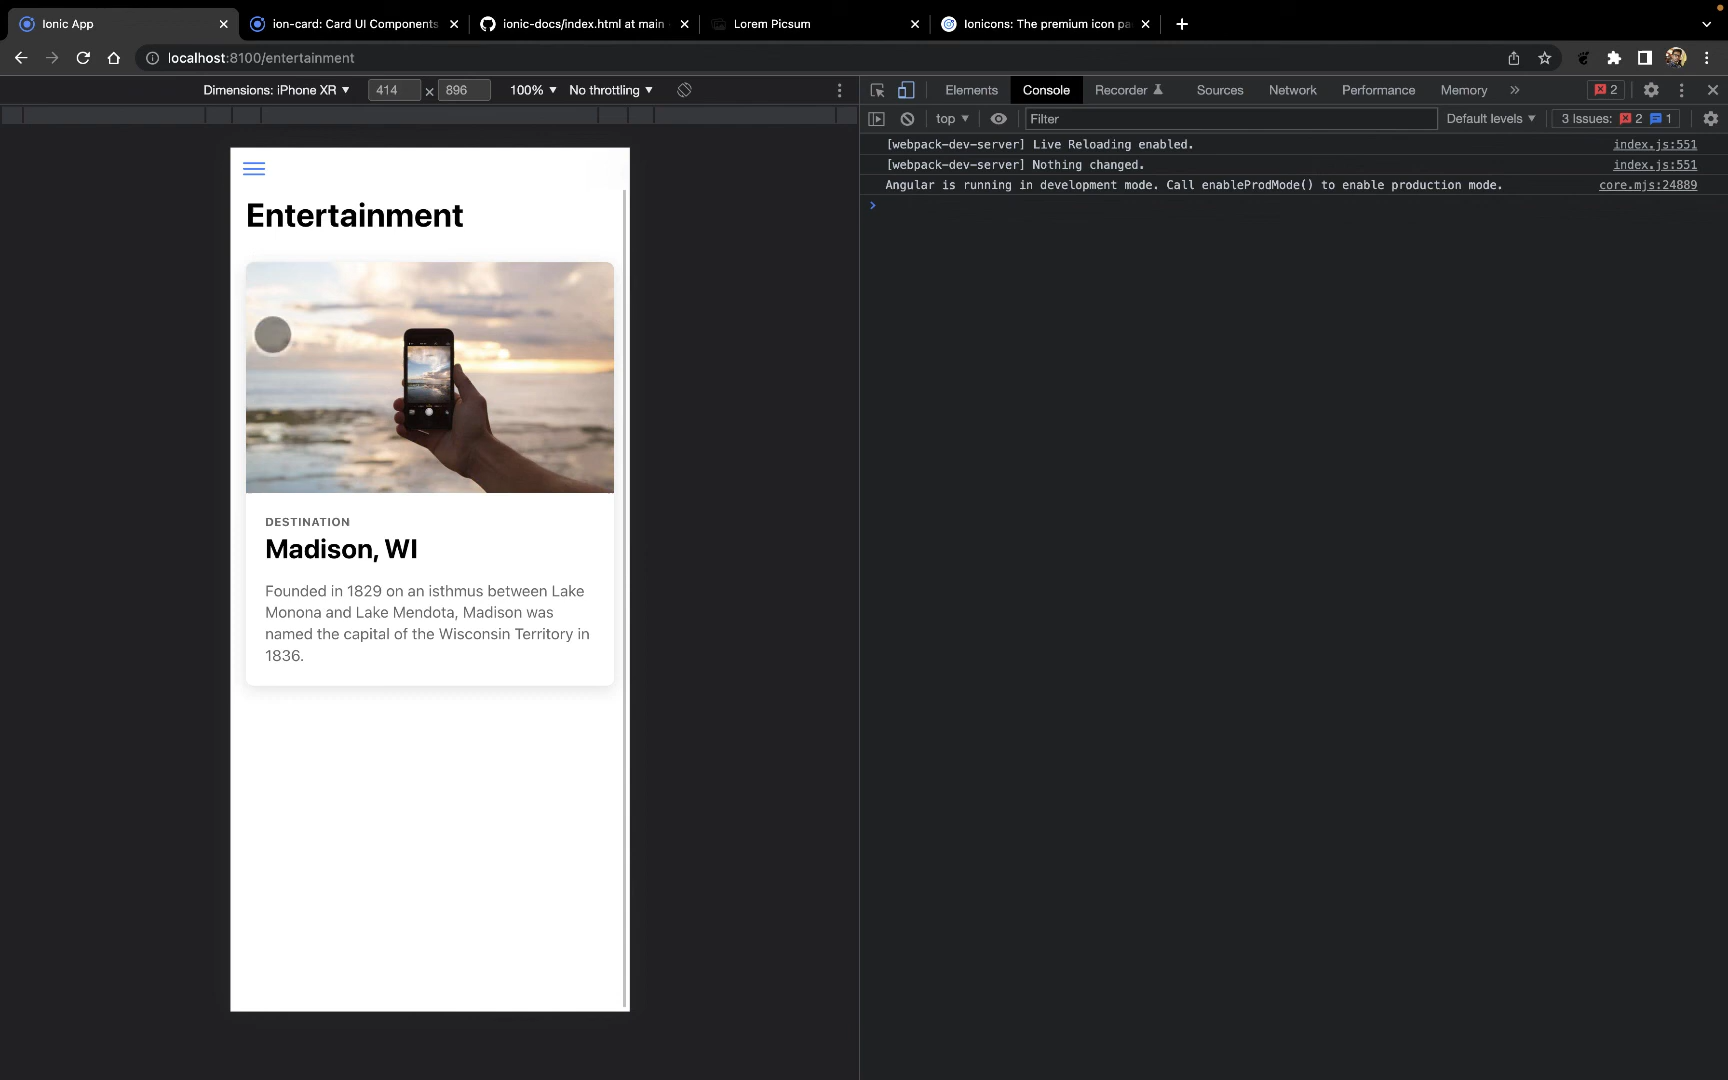 Ionic App
ion-card: Card UI Components
ionic-docs/index.html at main
Lorem Picsum
Ionicons: The premium icon pa
localhost:8100/entertainment
Dimensions: iPhone XR ▼ 414 × 896 100% ▼ No throttling ▼
Elements Console Recorder Sources Network Performance Memory » 2
top ▼ Filter Default levels ▼ 3 Issues: 2 1
[webpack-dev-server] Live Reloading enabled. index.js:551
[webpack-dev-server] Nothing changed. index.js:551
Angular is running in development mode. Call enableProdMode() to enable production mode. core.mjs:24889
Entertainment
DESTINATION
Madison, WI
Founded in 1829 on an isthmus between Lake
Monona and Lake Mendota, Madison was
named the capital of the Wisconsin Territory in
1836.